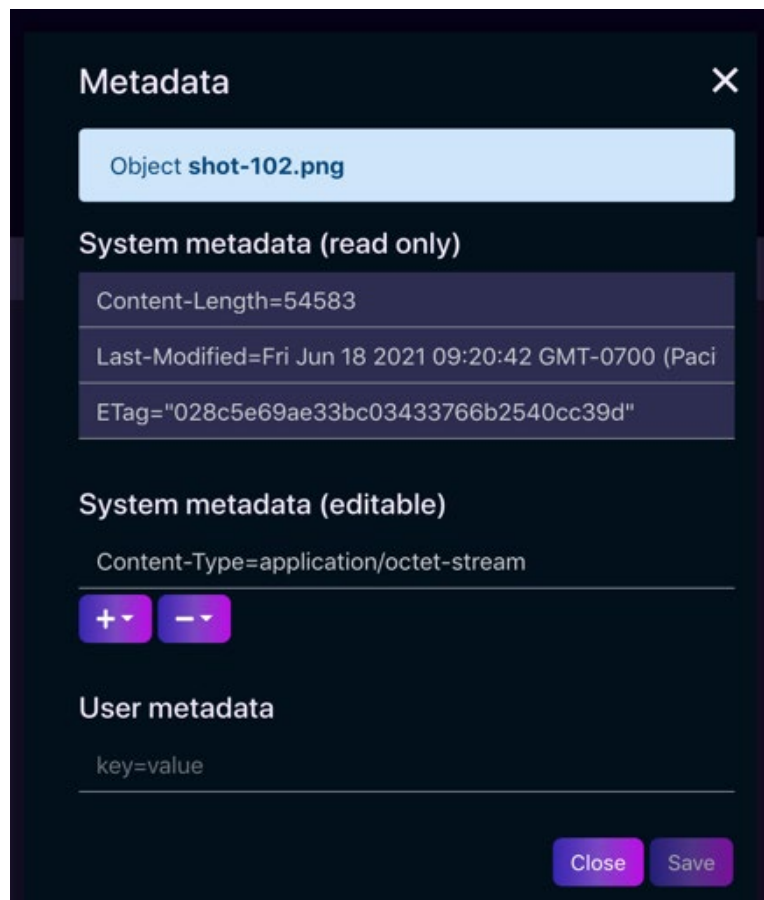 Metadata
Object shot-102.png
System metadata (read only)
Content-Length=54583
Last-Modified=Fri Jun 18 2021 09:20:42 GMT-0700 (Paci
ETag="028c5e69ae33bc03433766b2540cc39d"
System metadata (editable)
Content-Type=application/octet-stream
User metadata
key=value
Close Save